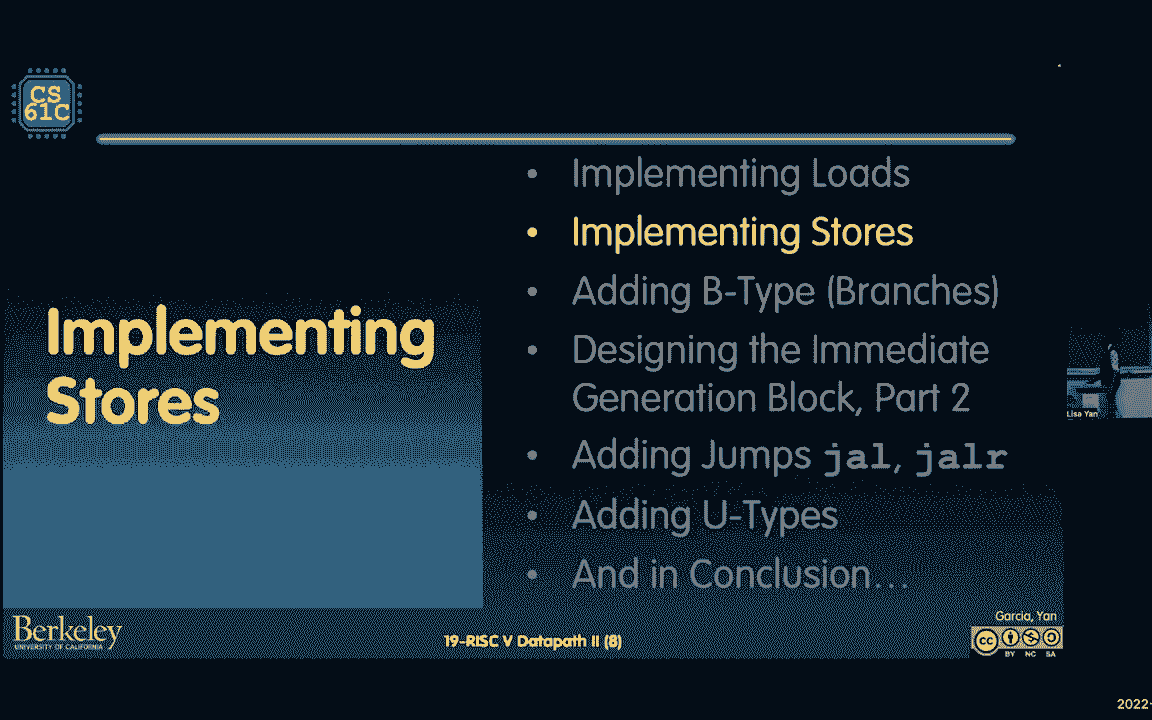 CS
61C
Implementing
Stores
• Implementing Loads
• Implementing Stores
• Adding B-Type (Branches)
• Designing the Immediate
Generation Block, Part 2
• Adding Jumps jal, jalr
• Adding U-Types
• And in Conclusion...
Lisa Yan
Berkeley
UNIVERSITY OF CALIFORNIA
19-RISC V Datapath II (8)
Garcia, Yan
cc
BY NC SA
2022-